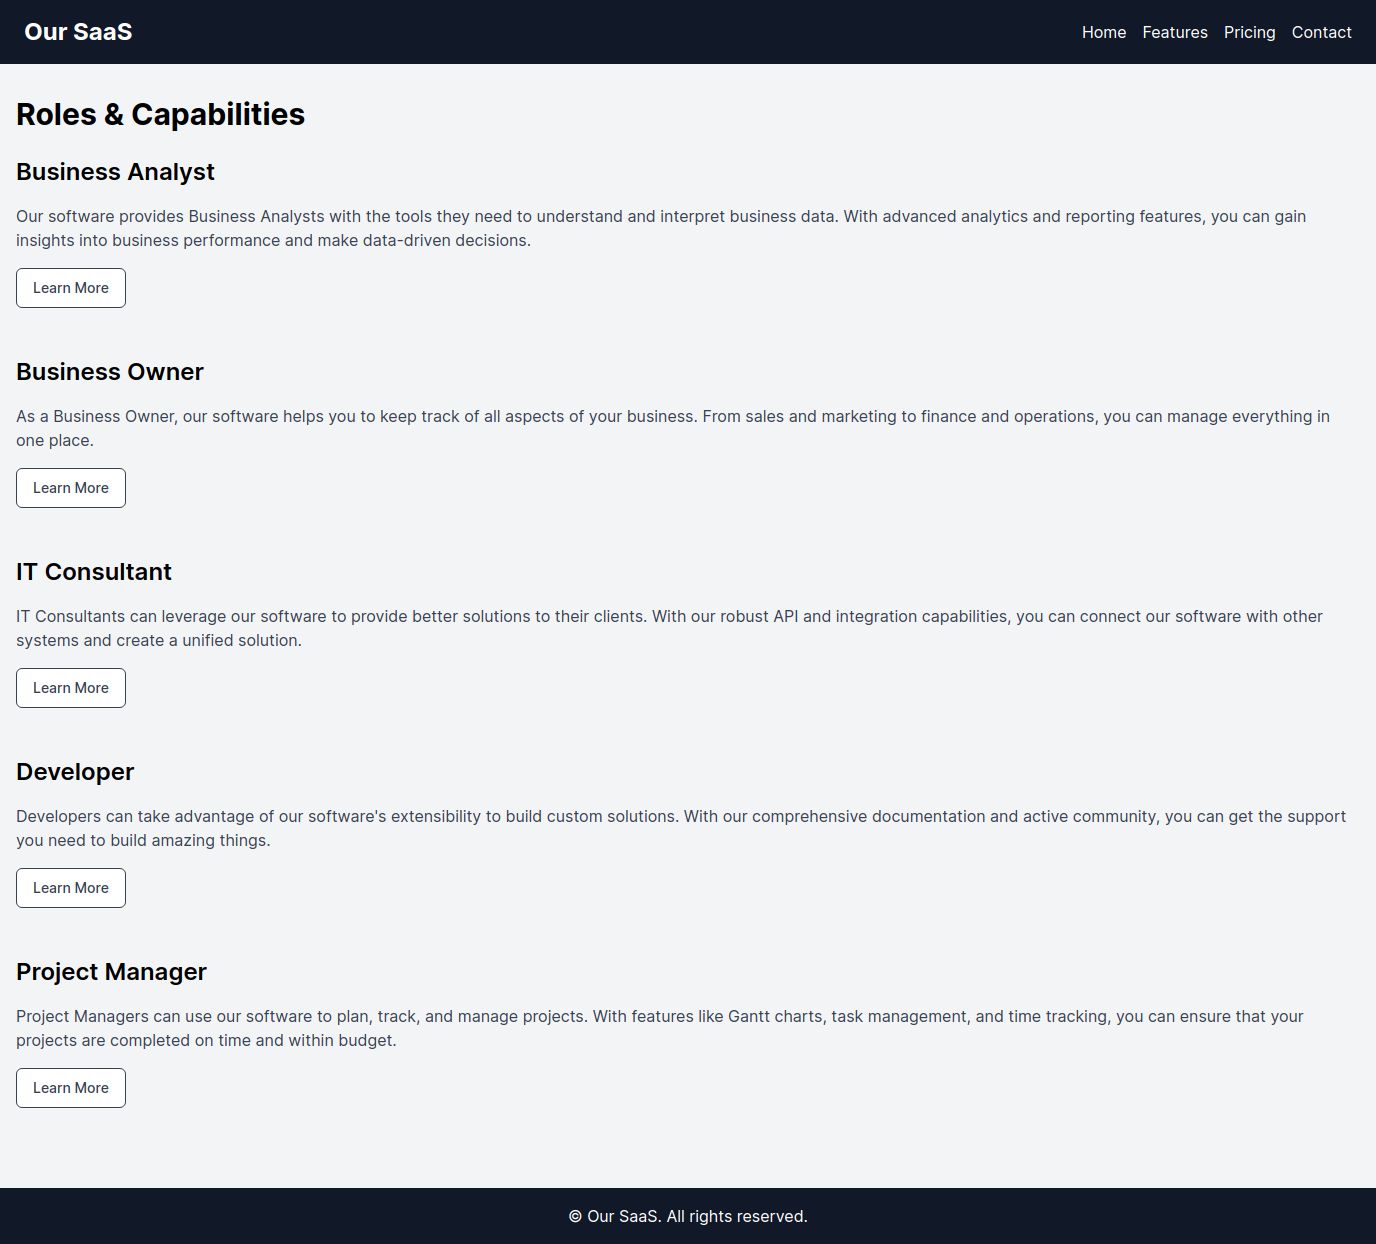 Our SaaS
Home Features Pricing Contact
Roles & Capabilities
Business Analyst
Our software provides Business Analysts with the tools they need to understand and interpret business data. With advanced analytics and reporting features, you can gain
insights into business performance and make data-driven decisions.
Learn More
Business Owner
As a Business Owner, our software helps you to keep track of all aspects of your business. From sales and marketing to finance and operations, you can manage everything in
one place.
Learn More
IT Consultant
IT Consultants can leverage our software to provide better solutions to their clients. With our robust API and integration capabilities, you can connect our software with other
systems and create a unified solution.
Learn More
Developer
Developers can take advantage of our software's extensibility to build custom solutions. With our comprehensive documentation and active community, you can get the support
you need to build amazing things.
Learn More
Project Manager
Project Managers can use our software to plan, track, and manage projects. With features like Gantt charts, task management, and time tracking, you can ensure that your
projects are completed on time and within budget.
Learn More
© Our SaaS. All rights reserved.